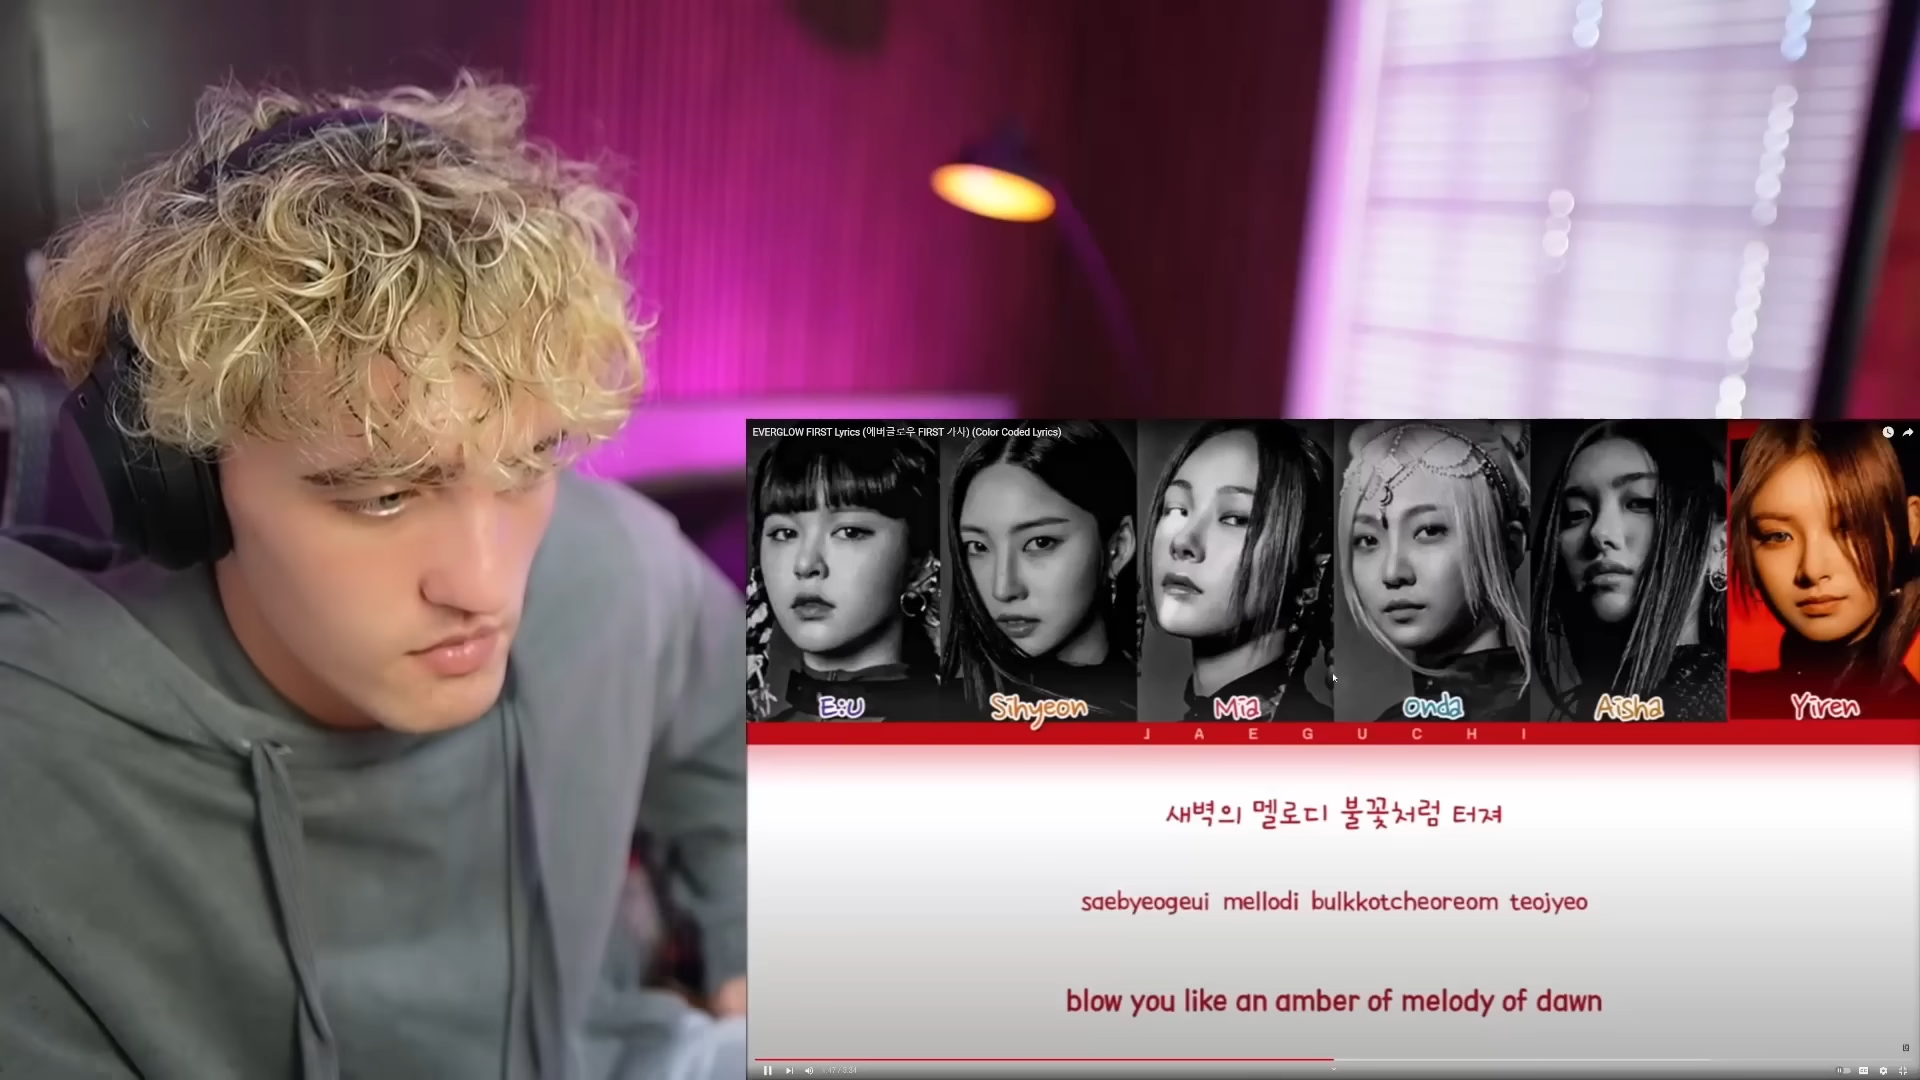 EVERGLOW FIRST Lyrics (에버글로우 FIRST 가사) (Color Coded Lyrics)
E:U Sihyeon Mia Onda Aisha Yiren
JAEGUCHI
새벽의 멜로디 불꽃처럼 터져
saebyeogeui mellodi bulkkotcheoreom teojyeo
blow you like an amber of melody of dawn